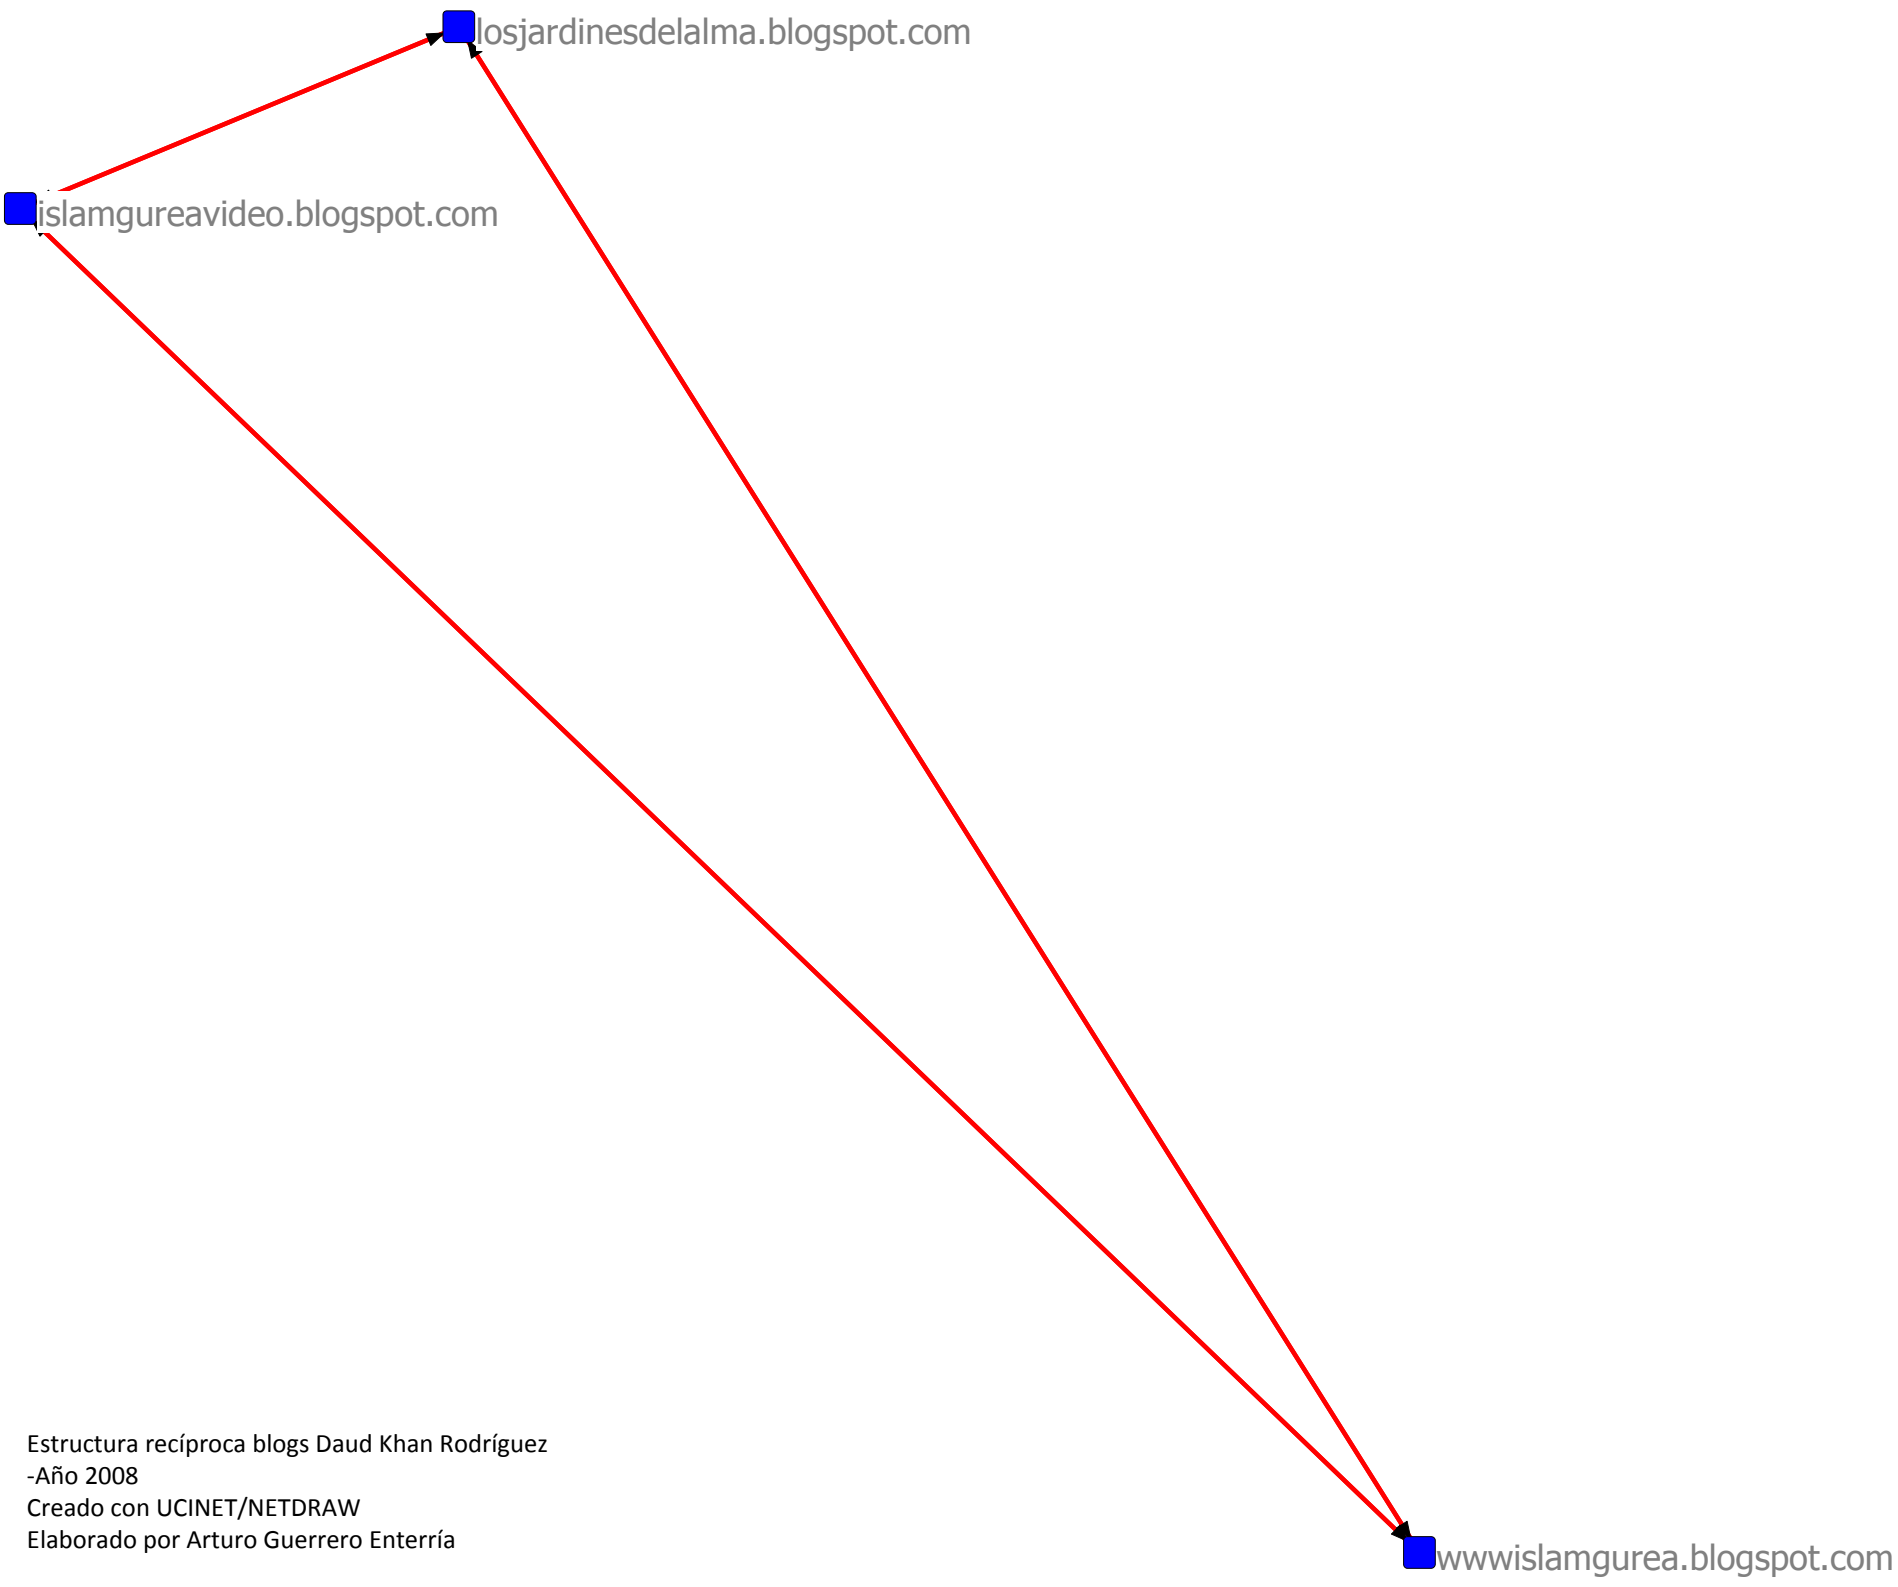 losjardinesdelalma.blogspot.com
islamgureavideo.blogspot.com
Estructura recíproca blogs Daud Khan Rodríguez
-Año 2008
Creado con UCINET/NETDRAW
Elaborado por Arturo Guerrero Enterría
wwwislamgurea.blogspot.com